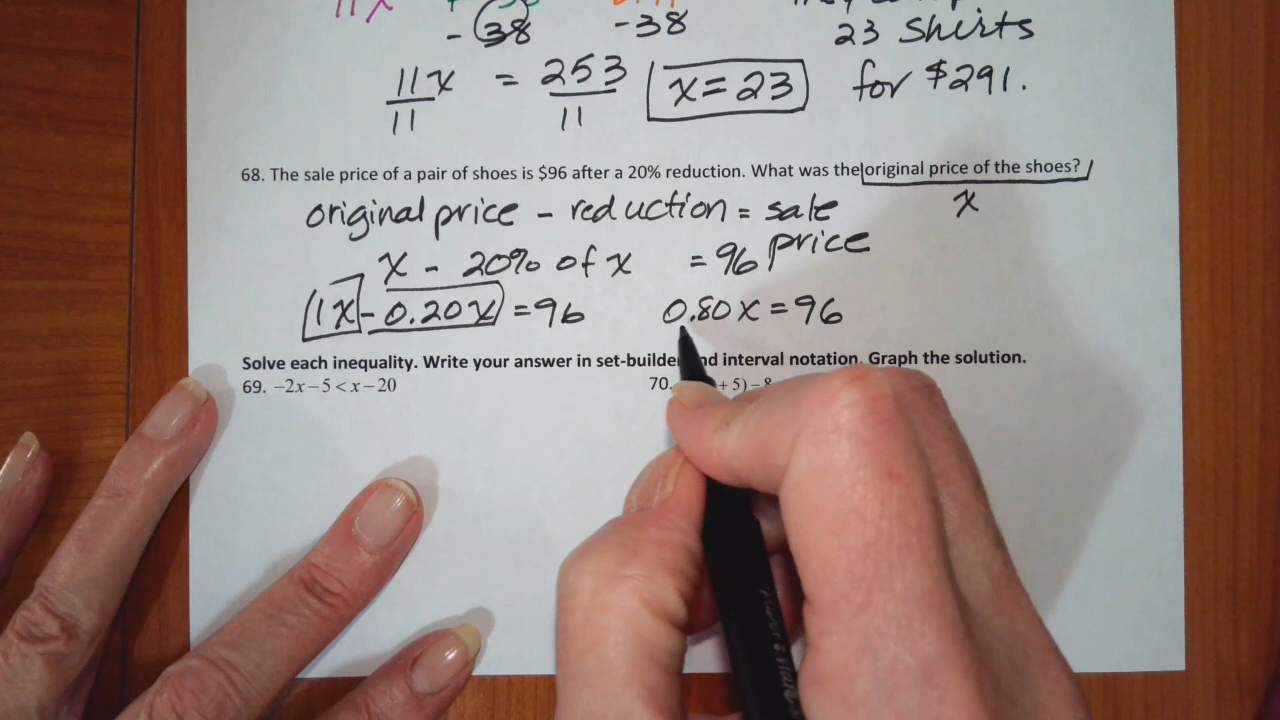 11x
- 38 -38 23 shirts
11x = 253 x=23 for $291.
11 11
68. The sale price of a pair of shoes is $96 after a 20% reduction. What was the original price of the shoes?
original price - reduction = sale price x
x - 20% of x = 96
(1x - 0.20x) = 96 0.80x = 96
Solve each inequality. Write your answer in set-builder and interval notation. Graph the solution.
69. −2x−5<x−20 70. +5)−8